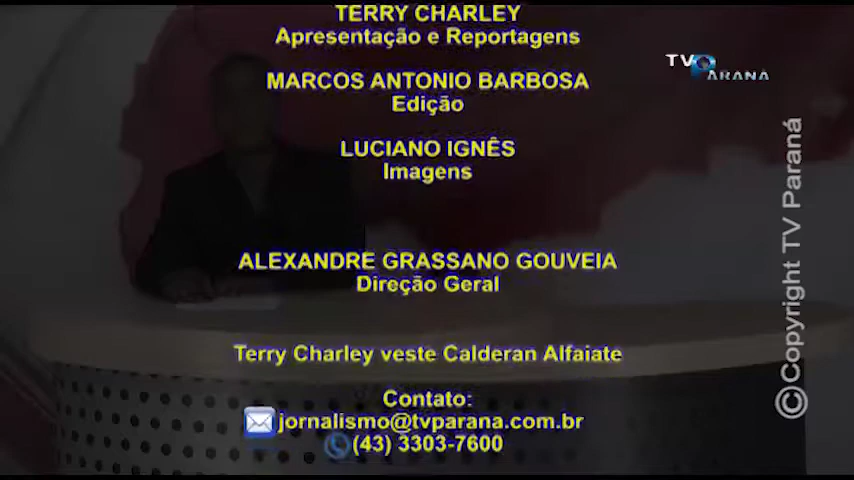 TERRY CHARLEY
Apresentação e Reportagens
MARCOS ANTONIO BARBOSA
Edição
LUCIANO IGNÊS
Imagens
ALEXANDRE GRASSANO GOUVEIA
Direção Geral
Terry Charley veste Calderan Alfaiate
Contato:
jornalismo@tvparana.com.br
(43) 3303-7600
TV PARANÁ
©Copyright TV Paraná